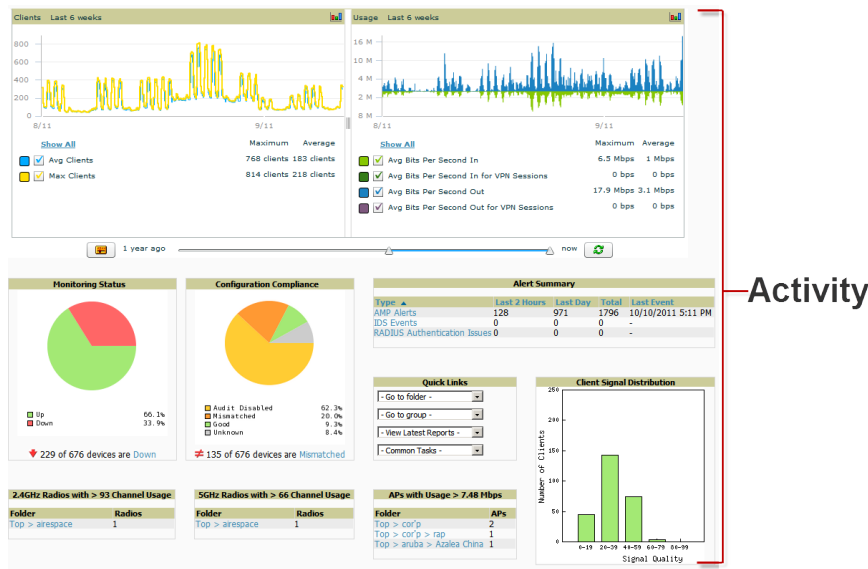 Clients Last 6 weeks
800
600
400
200
0
8/11 9/11
Show All Maximum Average
Avg Clients 768 clients 183 clients
Max Clients 814 clients 218 clients
Usage Last 6 weeks
16 M
10 M
4 M
2 M
8 M
8/11 9/11
Show All Maximum Average
Avg Bits Per Second In 6.5 Mbps 1 Mbps
Avg Bits Per Second In for VPN Sessions 0 bps 0 bps
Avg Bits Per Second Out 17.9 Mbps 3.1 Mbps
Avg Bits Per Second Out for VPN Sessions 0 bps 0 bps
1 year ago now
Activity
Monitoring Status
Up 66.1%
Down 33.9%
229 of 676 devices are Down
Configuration Compliance
Audit Disabled 62.3%
Mismatched 20.0%
Good 9.3%
Unknown 8.4%
≠ 135 of 676 devices are Mismatched
Alert Summary
Type ▲ Last 2 Hours Last Day Total Last Event
AMP Alerts 128 971 1796 10/10/2011 5:11 PM
IDS Events 0 0 0 -
RADIUS Authentication Issues 0 0 0 -
Quick Links
- Go to folder -
- Go to group -
- View Latest Reports -
- Common Tasks -
Client Signal Distribution
250
200
150
100
50
0
Number of Clients
0-19 20-39 40-59 60-79 80-99
Signal Quality
2.4GHz Radios with > 93 Channel Usage
Folder Radios
Top > airespace 1
5GHz Radios with > 66 Channel Usage
Folder Radios
Top > airespace 1
APs with Usage > 7.48 Mbps
Folder APs
Top > cor'p 2
Top > cor'p > rap 1
Top > aruba > Azalea China 1